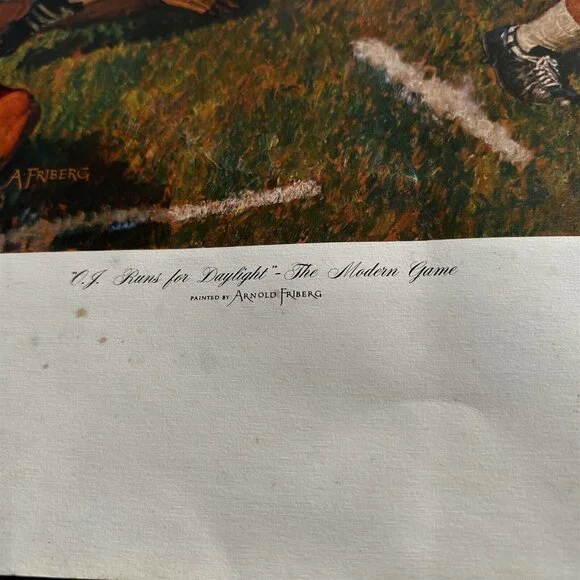 A FRIBERG
"O.J. Runs for Daylight" - The Modern Game
PAINTED BY ARNOLD FRIBERG